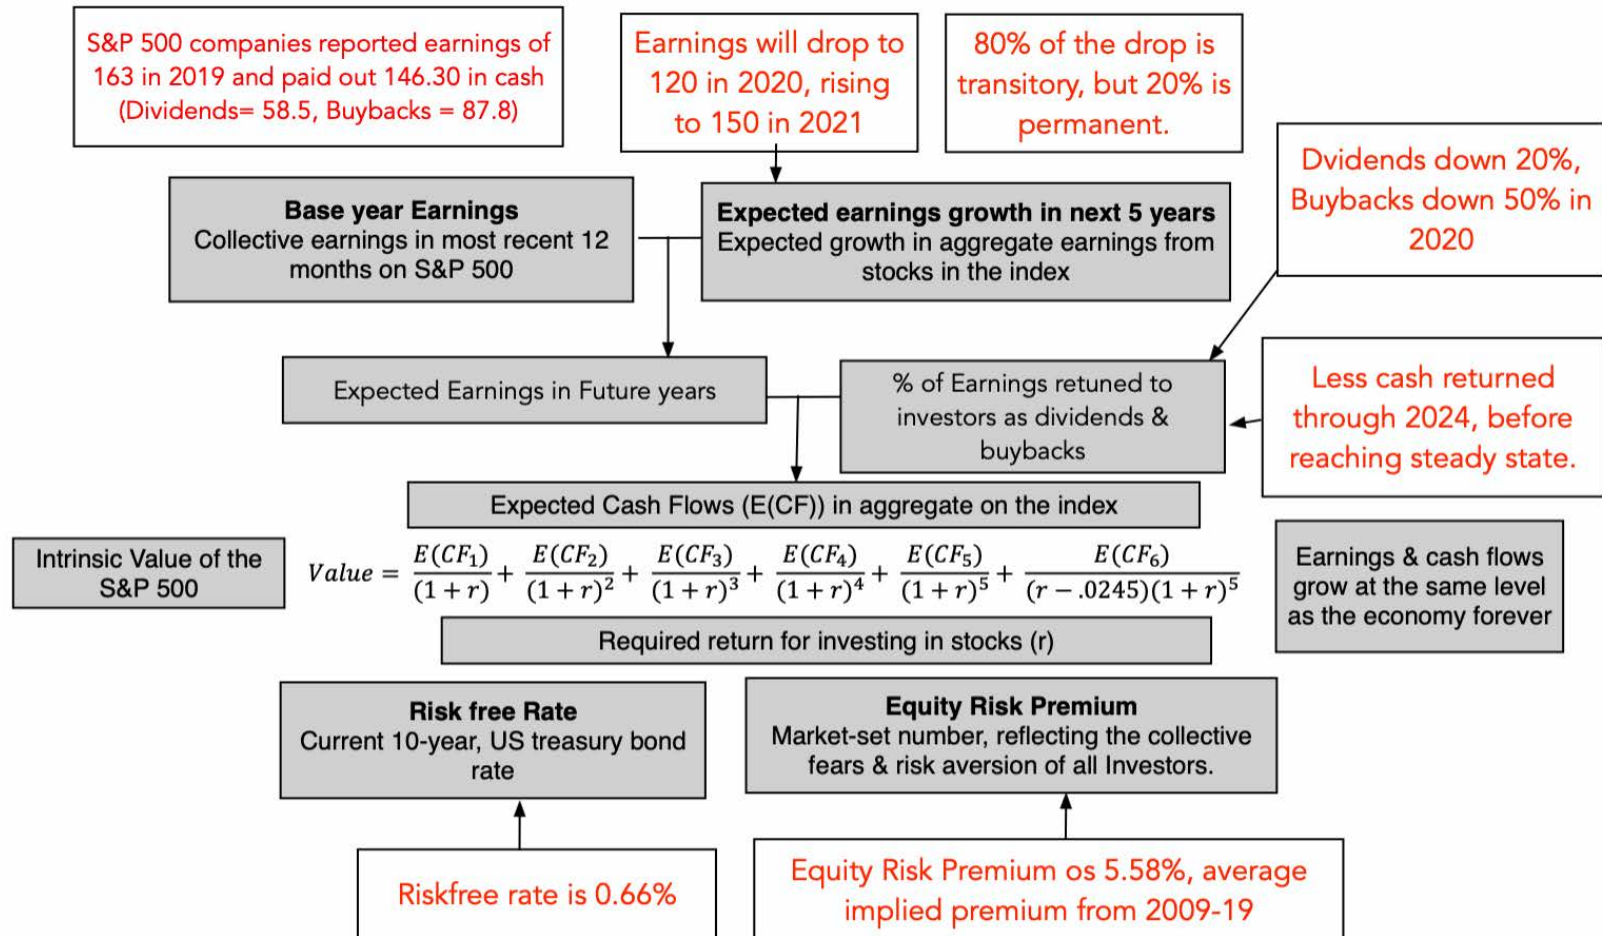 S&P 500 companies reported earnings of
163 in 2019 and paid out 146.30 in cash
(Dividends= 58.5, Buybacks = 87.8)
Earnings will drop to
120 in 2020, rising
to 150 in 2021
80% of the drop is
transitory, but 20% is
permanent.
Dvidends down 20%,
Buybacks down 50% in
2020
Base year Earnings
Collective earnings in most recent 12
months on S&P 500
Expected earnings growth in next 5 years
Expected growth in aggregate earnings from
stocks in the index
Expected Earnings in Future years
% of Earnings retuned to
investors as dividends &
buybacks
Less cash returned
through 2024, before
reaching steady state.
Expected Cash Flows (E(CF)) in aggregate on the index
Intrinsic Value of the
S&P 500
Value = E(CF₁)/(1 + r) + E(CF₂)/(1 + r)² + E(CF₃)/(1 + r)³ + E(CF₄)/(1 + r)⁴ + E(CF₅)/(1 + r)⁵ + E(CF₆)/(r − .0245)(1 + r)⁵
Earnings & cash flows
grow at the same level
as the economy forever
Required return for investing in stocks (r)
Risk free Rate
Current 10-year, US treasury bond
rate
Equity Risk Premium
Market-set number, reflecting the collective
fears & risk aversion of all Investors.
Riskfree rate is 0.66%
Equity Risk Premium os 5.58%, average
implied premium from 2009-19